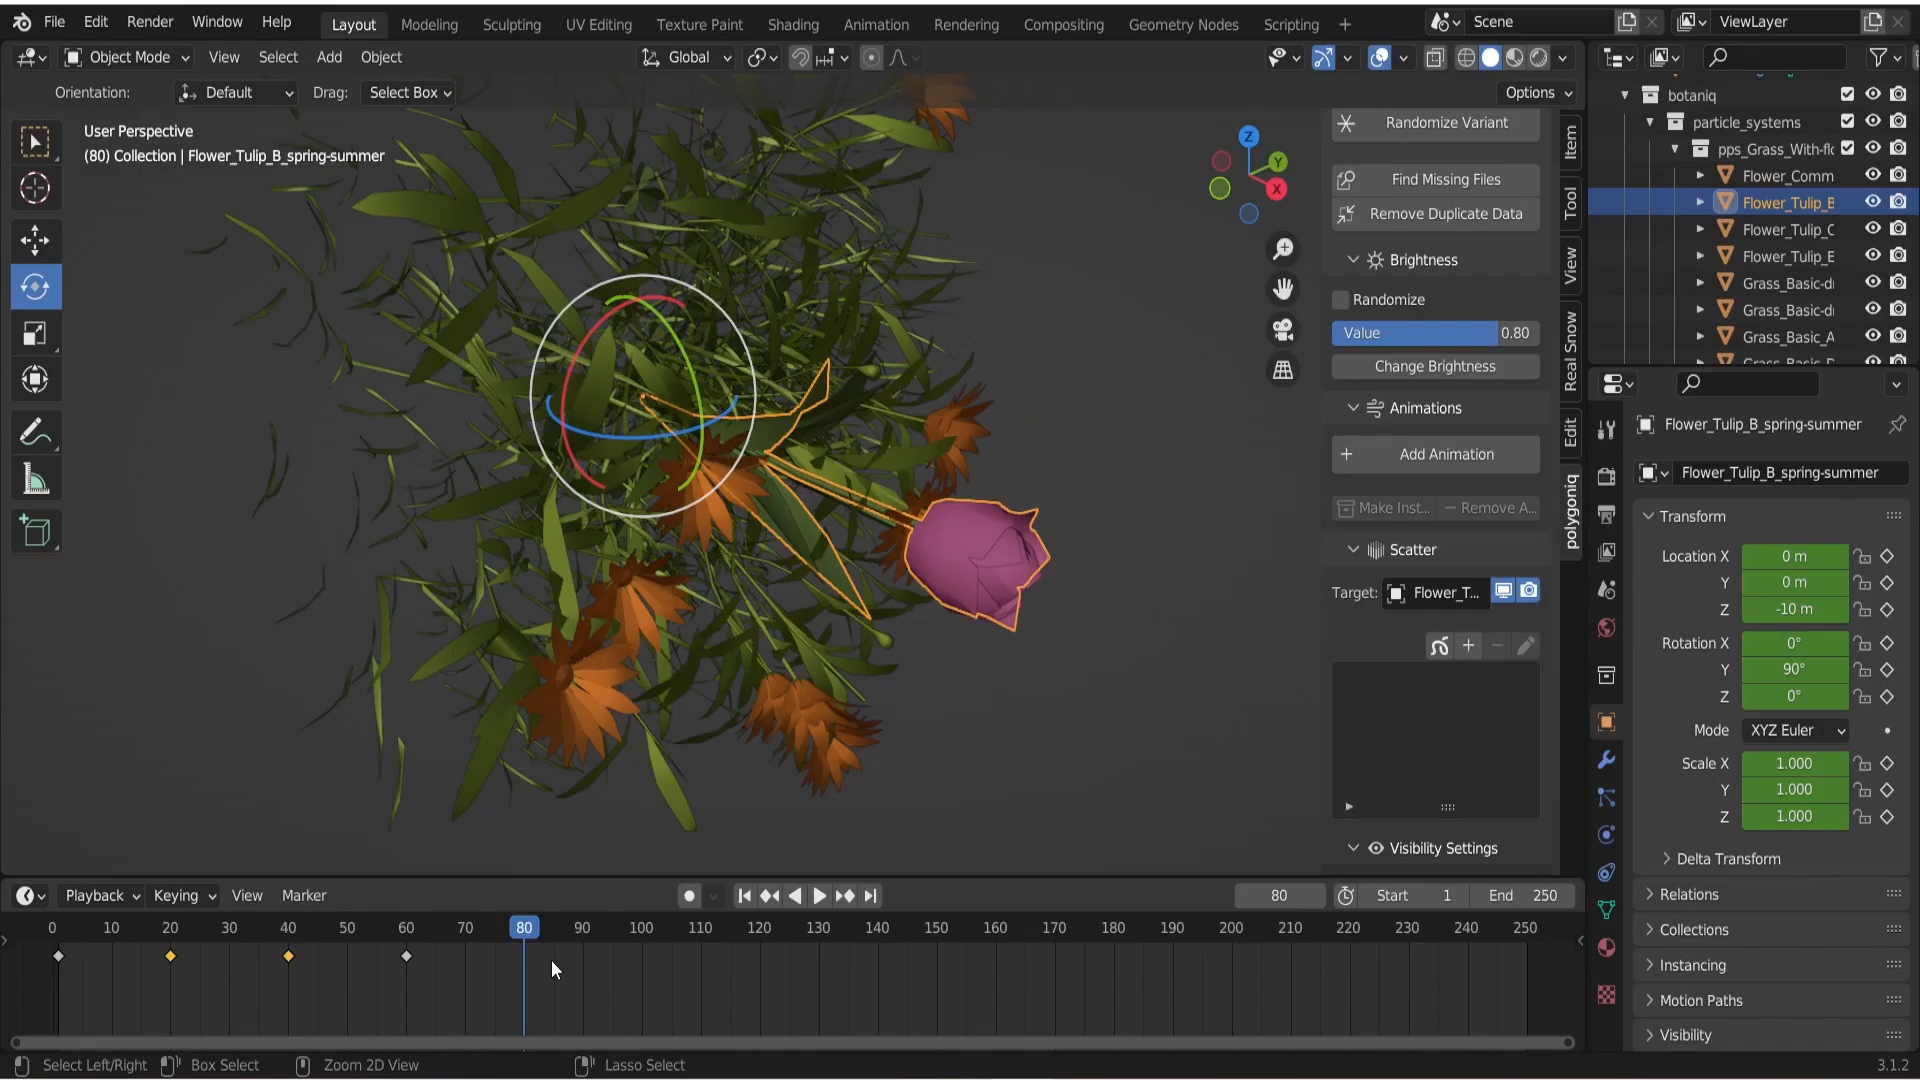 File Edit Render Window Help Layout Modeling Sculpting UV Editing Texture Paint Shading Animation Rendering Compositing Geometry Nodes Scripting + Scene ViewLayer
Object Mode View Select Add Object Global
Orientation: Default Drag: Select Box Options
User Perspective
(80) Collection | Flower_Tulip_B_spring-summer
Z
Y
X
Randomize Variant
Find Missing Files
Remove Duplicate Data
Brightness
Randomize
Value 0.80
Change Brightness
Animations
Add Animation
Make Inst... Remove A...
Scatter
Target: Flower_T...
Visibility Settings
Item
Tool
View
Real Snow
Edit
polygoniq
botaniq
particle_systems
pps_Grass_With-flo
Flower_Comm
Flower_Tulip_B
Flower_Tulip_C
Flower_Tulip_E
Grass_Basic-di
Grass_Basic-di
Grass_Basic_A
Flower_Tulip_B_spring-summer
Flower_Tulip_B_spring-summer
Transform
Location X 0 m
Y 0 m
Z -10 m
Rotation X 0°
Y 90°
Z 0°
Mode XYZ Euler
Scale X 1.000
Y 1.000
Z 1.000
Delta Transform
Relations
Collections
Instancing
Motion Paths
Visibility
Playback Keying View Marker 80 Start 1 End 250
0 10 20 30 40 50 60 70 80 90 100 110 120 130 140 150 160 170 180 190 200 210 220 230 240 250
Select Left/Right Box Select Zoom 2D View Lasso Select 3.1.2